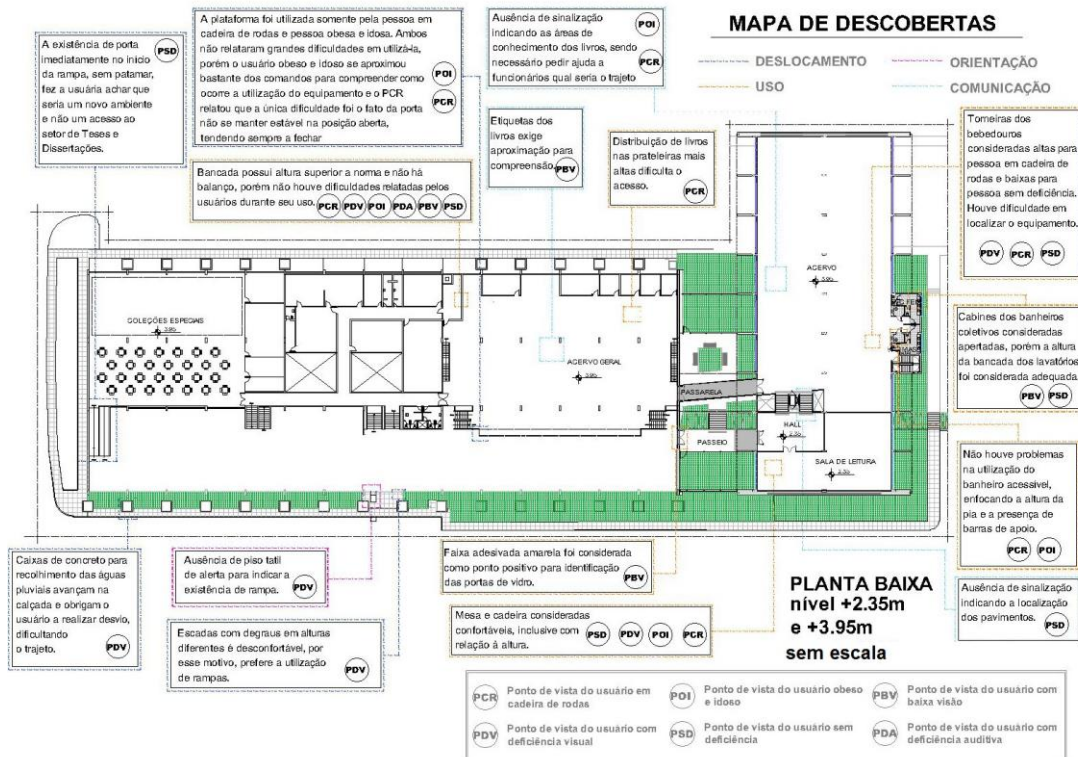 MAPA DE DESCOBERTAS
DESLOCAMENTO
ORIENTAÇÃO
USO
COMUNICAÇÃO
A existência de porta
imediatamente no início
da rampa, sem patamar,
fez a usuária achar que
seria um novo ambiente
e não um acesso ao
setor de Teses e
Dissertações.
PSD
A plataforma foi utilizada somente pela pessoa em
cadeira de rodas e pessoa obesa e idosa. Ambos
não relataram grandes dificuldades em utilizá-la,
porém o usuário obeso e idoso se aproximou
bastante dos comandos para compreender como
ocorre a utilização do equipamento e o PCR
relatou que a única dificuldade foi o fato da porta
não se manter estável na posição aberta,
tendendo sempre a fechar
POI
PCR
Ausência de sinalização
indicando as áreas de
conhecimento dos livros, sendo
necessário pedir ajuda a
funcionários qual seria o trajeto
POI
PCR
Etiquetas dos
livros exige
aproximação para
compreensão.
PBV
Distribuição de livros
nas prateleiras mais
altas dificulta o
acesso.
PCR
Torneiras dos
bebedouros
consideradas altas para
pessoa em cadeira de
rodas e baixas para
pessoa sem deficiência.
Houve dificuldade em
localizar o equipamento.
PDV PCR PSD
Bancada possui altura superior a norma e não há
balanço, porém não houve dificuldades relatadas pelos
usuários durante seu uso.
PCR PDV POI PDA PBV PSD
COLEÇÕES ESPECIAIS
3.95
ACERVO GERAL
3.95
ACERVO
3.95
PASSARELA
PASSEIO
HALL
2.35
SALA DE LEITURA
2.35
Cabines dos banheiros
coletivos consideradas
apertadas, porém a altura
da bancada dos lavatórios
foi considerada adequada.
PBV PSD
Não houve problemas
na utilização do
banheiro acessível,
enfocando a altura da
pia e a presença de
barras de apoio.
PCR POI
Caixas de concreto para
recolhimento das águas
pluviais avançam na
calçada e obrigam o
usuário a realizar desvio,
dificultando
o trajeto.
PDV
Ausência de piso tatil
de alerta para indicar a
existência de rampa.
PDV
Escadas com degraus em alturas
diferentes é desconfortável, por
esse motivo, prefere a utilização
de rampas.
PDV
Faixa adesivada amarela foi considerada
como ponto positivo para identificação
das portas de vidro.
PBV
Mesa e cadeira consideradas
confortáveis, inclusive com
relação à altura.
PSD PDV POI PCR
PLANTA BAIXA
nível +2.35m
e +3.95m
sem escala
Ausência de sinalização
indicando a localização
dos pavimentos.
PSD
PCR Ponto de vista do usuário em
cadeira de rodas
POI Ponto de vista do usuário obeso
e idoso
PBV Ponto de vista do usuário com
baixa visão
PDV Ponto de vista do usuário com
deficiência visual
PSD Ponto de vista do usuário sem
deficiência
PDA Ponto de vista do usuário com
deficiência auditiva